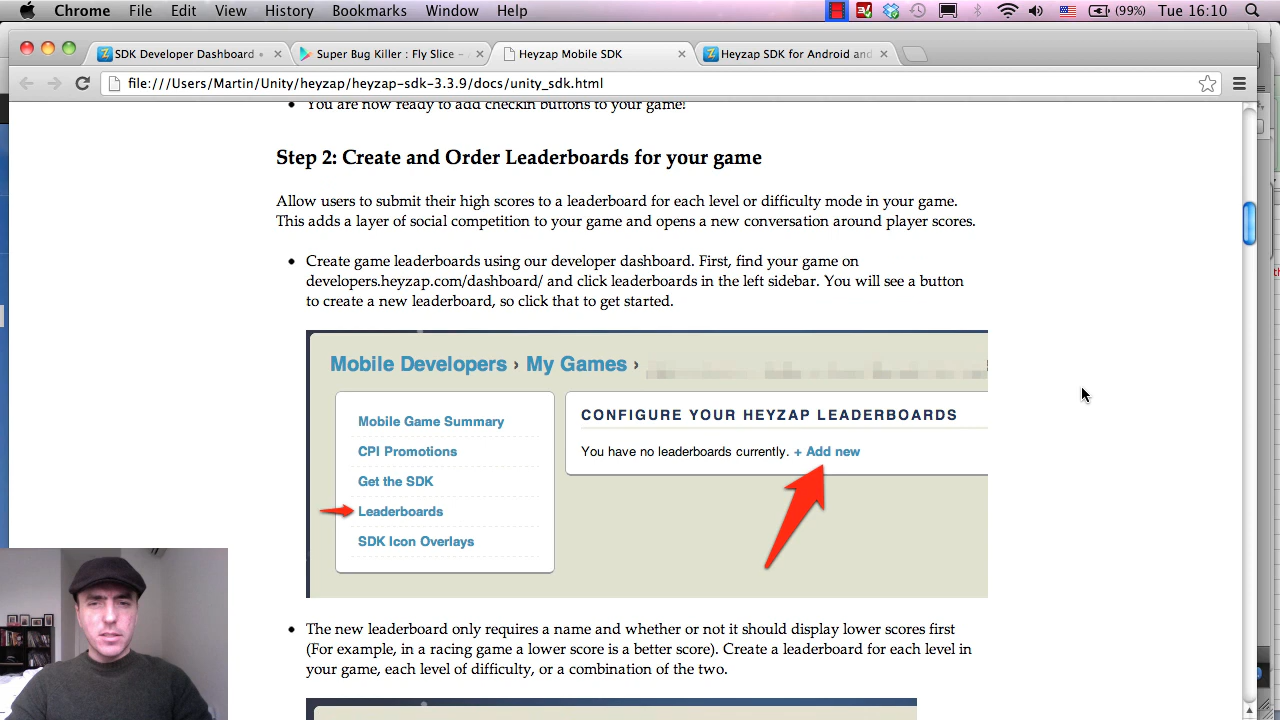 Chrome File Edit View History Bookmarks Window Help (99%) Tue 16:10
SDK Developer Dashboard Super Bug Killer : Fly Slice – Heyzap Mobile SDK Heyzap SDK for Android and
file:///Users/Martin/Unity/heyzap/heyzap-sdk-3.3.9/docs/unity_sdk.html
• You are now ready to add checkin buttons to your game!
Step 2: Create and Order Leaderboards for your game
Allow users to submit their high scores to a leaderboard for each level or difficulty mode in your game.
This adds a layer of social competition to your game and opens a new conversation around player scores.
• Create game leaderboards using our developer dashboard. First, find your game on
developers.heyzap.com/dashboard/ and click leaderboards in the left sidebar. You will see a button
to create a new leaderboard, so click that to get started.
Mobile Developers › My Games ›
Mobile Game Summary
CPI Promotions
Get the SDK
Leaderboards
SDK Icon Overlays
CONFIGURE YOUR HEYZAP LEADERBOARDS
You have no leaderboards currently. + Add new
• The new leaderboard only requires a name and whether or not it should display lower scores first
(For example, in a racing game a lower score is a better score). Create a leaderboard for each level in
your game, each level of difficulty, or a combination of the two.